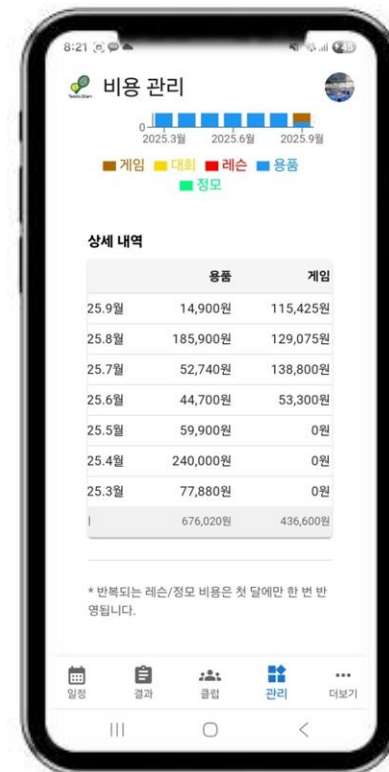 8:21
비용 관리
0
2025.3월 2025.6월 2025.9월
게임 대회 레슨 용품
정모
상세 내역
용품 게임
25.9월 14,900원 115,425원
25.8월 185,900원 129,075원
25.7월 52,740원 138,800원
25.6월 44,700원 53,300원
25.5월 59,900원 0원
25.4월 240,000원 0원
25.3월 77,880원 0원
676,020원 436,600원
* 반복되는 레슨/정모 비용은 첫 달에만 한 번 반
영됩니다.
일정 결과 클럽 관리 더보기